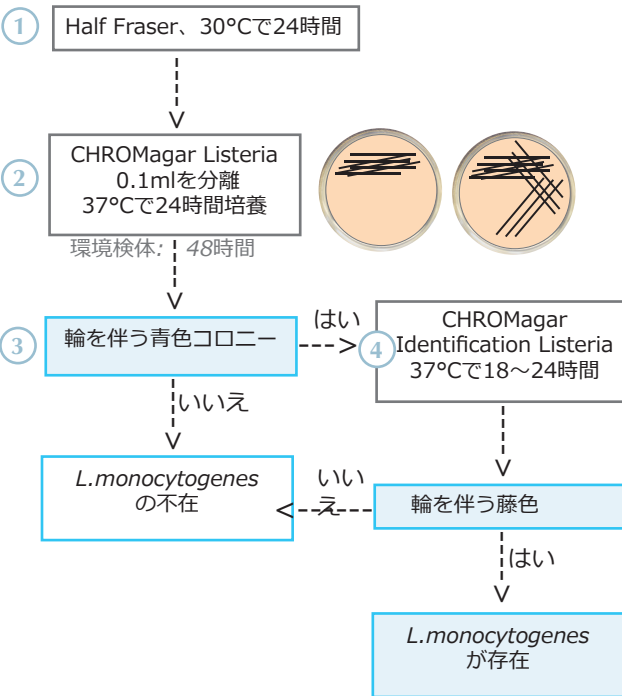 1
Half Fraser、30°Cで24時間
2
CHROMagar Listeria
0.1mlを分離
37°Cで24時間培養
環境検体: 48時間
3
輪を伴う青色コロニー
はい
4
CHROMagar
Identification Listeria
37°Cで18～24時間
いいえ
L.monocytogenes
の不在
いい
え
輪を伴う藤色
はい
L.monocytogenes
が存在